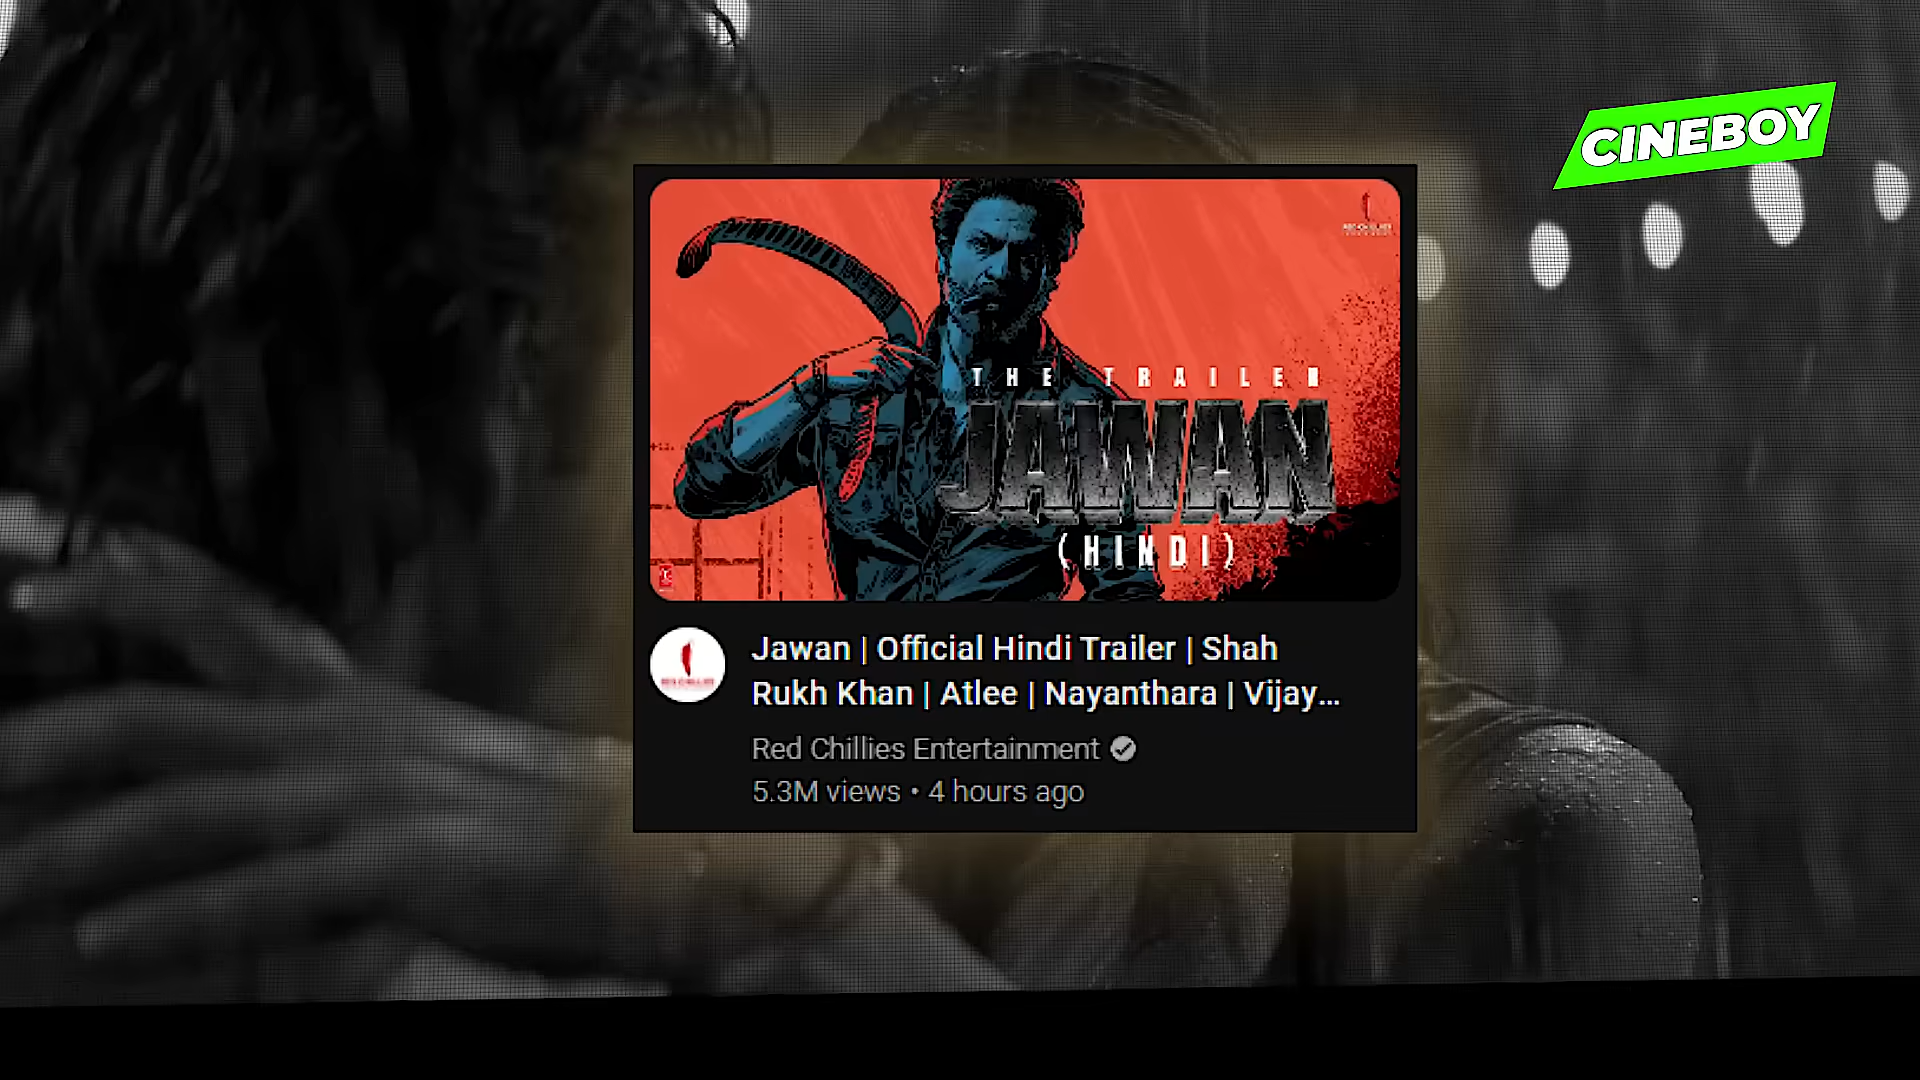 CINEBOY
THE TRAILER
JAWAN
(HINDI)
Jawan | Official Hindi Trailer | Shah
Rukh Khan | Atlee | Nayanthara | Vijay...
Red Chillies Entertainment
5.3M views • 4 hours ago